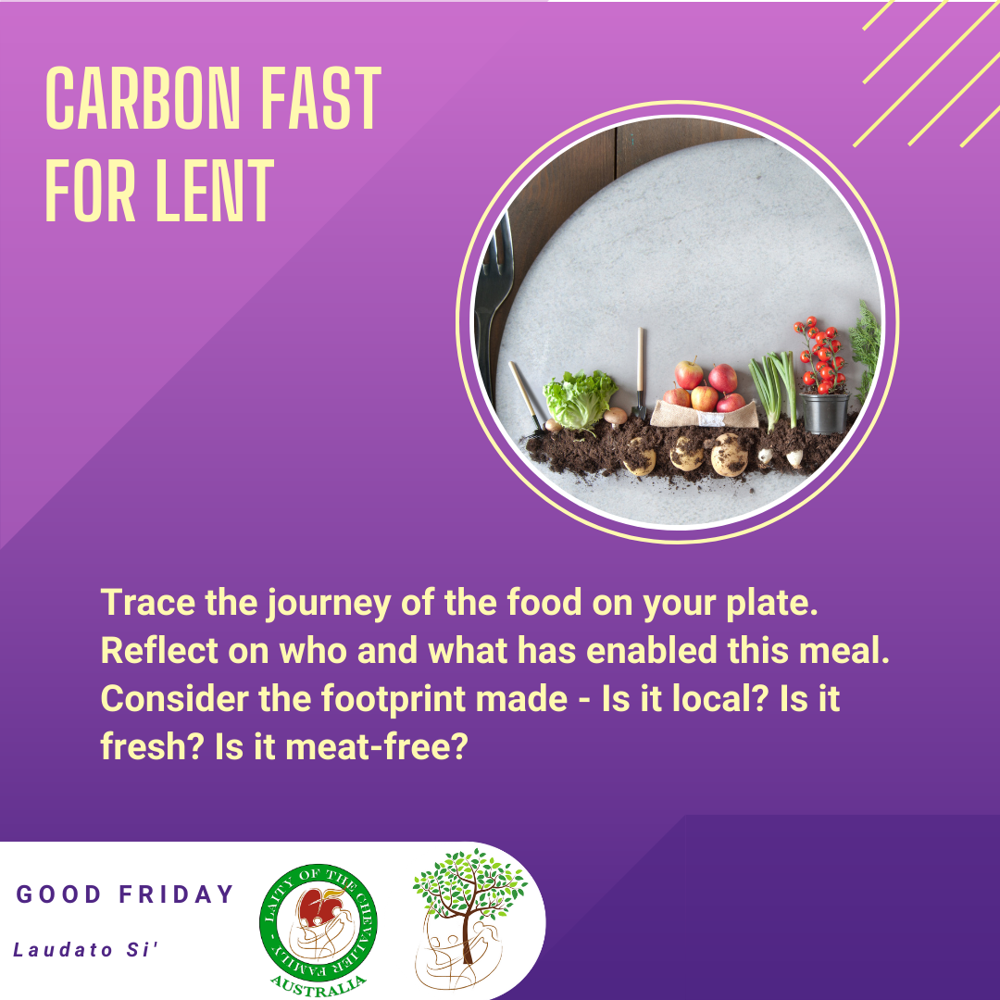 CARBON FAST
FOR LENT
Trace the journey of the food on your plate.
Reflect on who and what has enabled this meal.
Consider the footprint made - Is it local? Is it
fresh? Is it meat-free?
GOOD FRIDAY
Laudato Si'
LAITY OF THE CHEVALIER FAMILY
AUSTRALIA